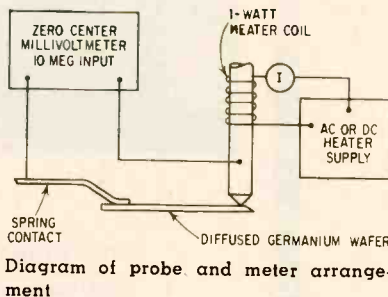 ZERO CENTER
MILLIVOLTMETER
10 MEG INPUT
1-WATT
HEATER COIL
I
AC OR DC
HEATER
SUPPLY
SPRING
CONTACT
DIFFUSED GERMANIUM WAFER
Diagram of probe and meter arrange-
ment